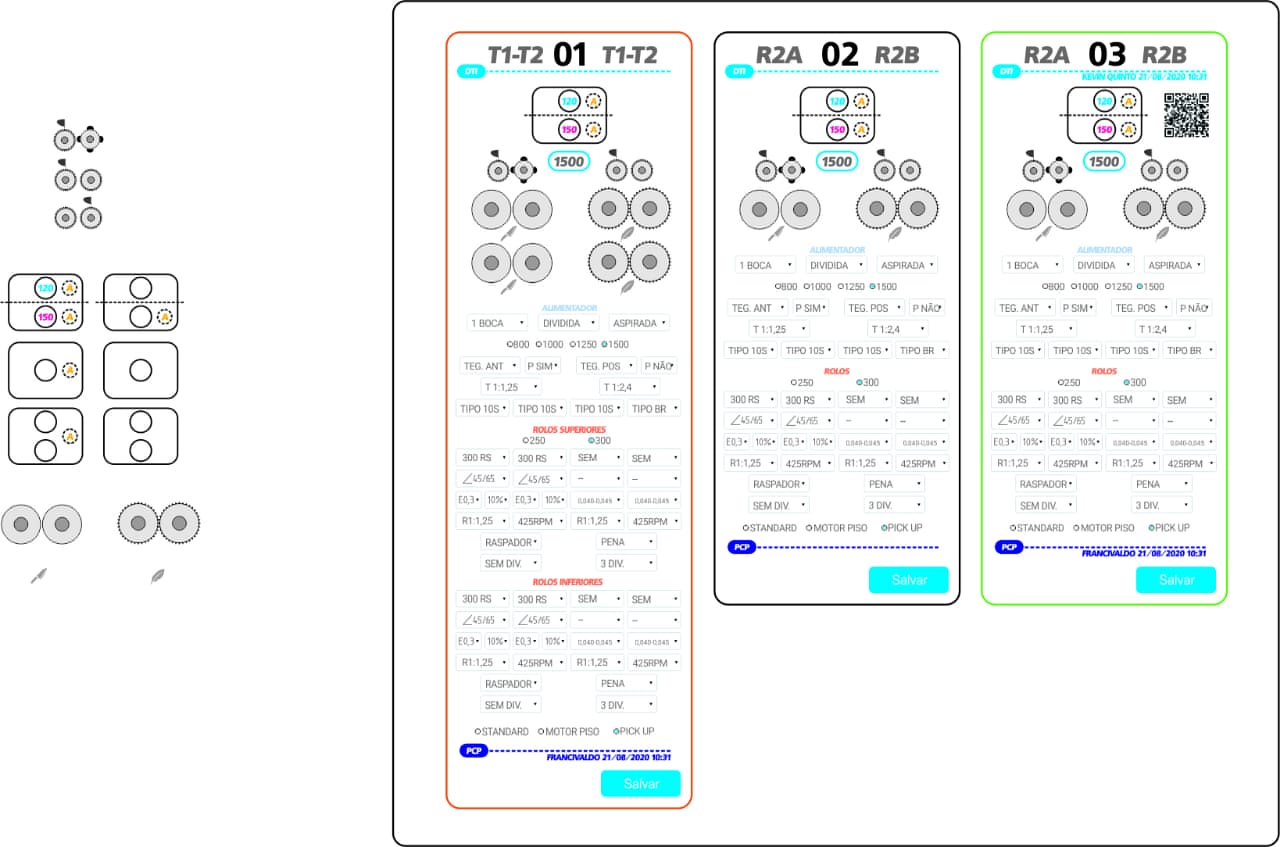 120 A
150 A
A
A
A
T1-T2 01 T1-T2
DTI
120 A
150 A
1500
ALIMENTADOR
1 BOCA DIVIDIDA ASPIRADA
800 1000 1250 1500
TEG. ANT P SIM TEG. POS P NÃO
T 1:1,25 T 1:2,4
TIPO 10S TIPO 10S TIPO 10S TIPO BR
ROLOS SUPERIORES
250 300
300 RS 300 RS SEM SEM
∠45/65 ∠45/65 -- --
E0,3 10% E0,3 10% 0,040-0,045 0,040-0,045
R1:1,25 425RPM R1:1,25 425RPM
RASPADOR PENA
SEM DIV. 3 DIV.
ROLOS INFERIORES
300 RS 300 RS SEM SEM
∠45/65 ∠45/65 -- --
E0,3 10% E0,3 10% 0,040-0,045 0,040-0,045
R1:1,25 425RPM R1:1,25 425RPM
RASPADOR PENA
SEM DIV. 3 DIV.
STANDARD MOTOR PISO PICK UP
PCP
FRANCIVALDO 21/08/2020 10:31
Salvar
R2A 02 R2B
DTI
120 A
150 A
1500
ALIMENTADOR
1 BOCA DIVIDIDA ASPIRADA
800 1000 1250 1500
TEG. ANT P SIM TEG. POS P NÃO
T 1:1,25 T 1:2,4
TIPO 10S TIPO 10S TIPO 10S TIPO BR
ROLOS
250 300
300 RS 300 RS SEM SEM
∠45/65 ∠45/65 -- --
E0,3 10% E0,3 10% 0,040-0,045 0,040-0,045
R1:1,25 425RPM R1:1,25 425RPM
RASPADOR PENA
SEM DIV. 3 DIV.
STANDARD MOTOR PISO PICK UP
PCP
Salvar
R2A 03 R2B
DTI
KEVIN QUINTO 21/08/2020 10:31
120 A
150 A
1500
ALIMENTADOR
1 BOCA DIVIDIDA ASPIRADA
800 1000 1250 1500
TEG. ANT P SIM TEG. POS P NÃO
T 1:1,25 T 1:2,4
TIPO 10S TIPO 10S TIPO 10S TIPO BR
ROLOS
250 300
300 RS 300 RS SEM SEM
∠45/65 ∠45/65 -- --
E0,3 10% E0,3 10% 0,040-0,045 0,040-0,045
R1:1,25 425RPM R1:1,25 425RPM
RASPADOR PENA
SEM DIV. 3 DIV.
STANDARD MOTOR PISO PICK UP
PCP
FRANCIVALDO 21/08/2020 10:31
Salvar